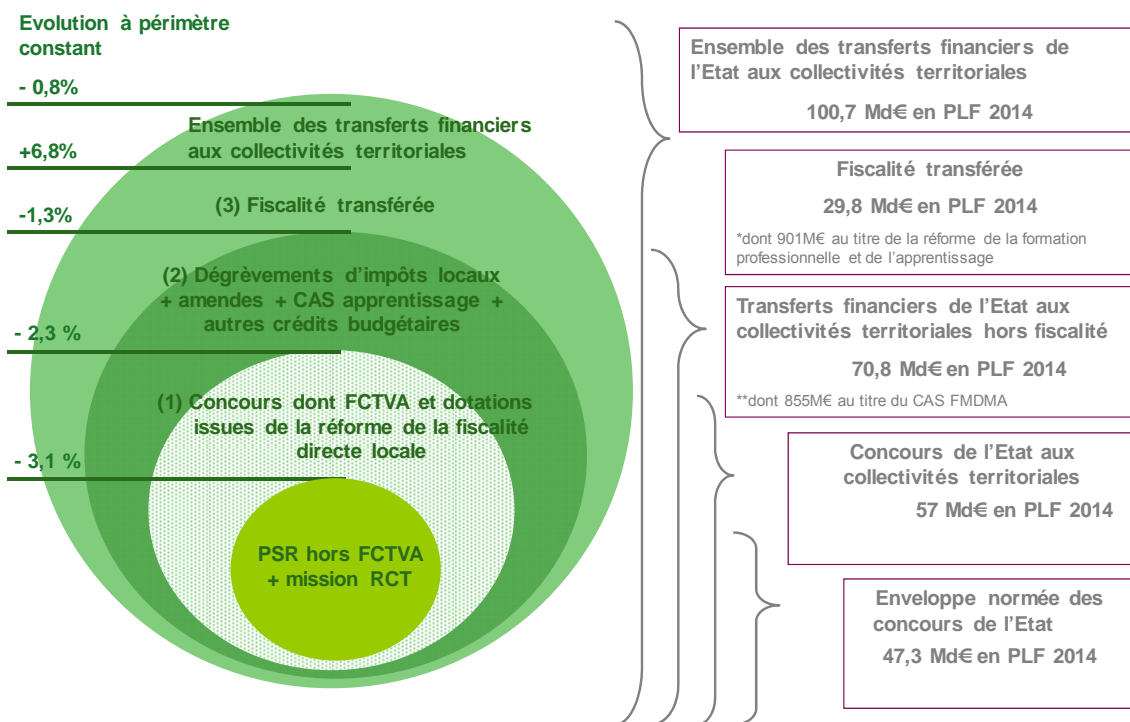 Evolution à périmètre
constant
- 0,8%
+6,8%
-1,3%
- 2,3 %
- 3,1 %
Ensemble des transferts financiers
aux collectivités territoriales
(3) Fiscalité transférée
(2) Dégrèvements d’impôts locaux
+ amendes + CAS apprentissage +
autres crédits budgétaires
(1) Concours dont FCTVA et dotations
issues de la réforme de la fiscalité
directe locale
PSR hors FCTVA
+ mission RCT
Ensemble des transferts financiers de
l’Etat aux collectivités territoriales
100,7 Md€ en PLF 2014
Fiscalité transférée
29,8 Md€ en PLF 2014
*dont 901M€ au titre de la réforme de la formation
professionnelle et de l’apprentissage
Transferts financiers de l’Etat aux
collectivités territoriales hors fiscalité
70,8 Md€ en PLF 2014
**dont 855M€ au titre du CAS FMDMA
Concours de l’Etat aux
collectivités territoriales
57 Md€ en PLF 2014
Enveloppe normée des
concours de l’Etat
47,3 Md€ en PLF 2014